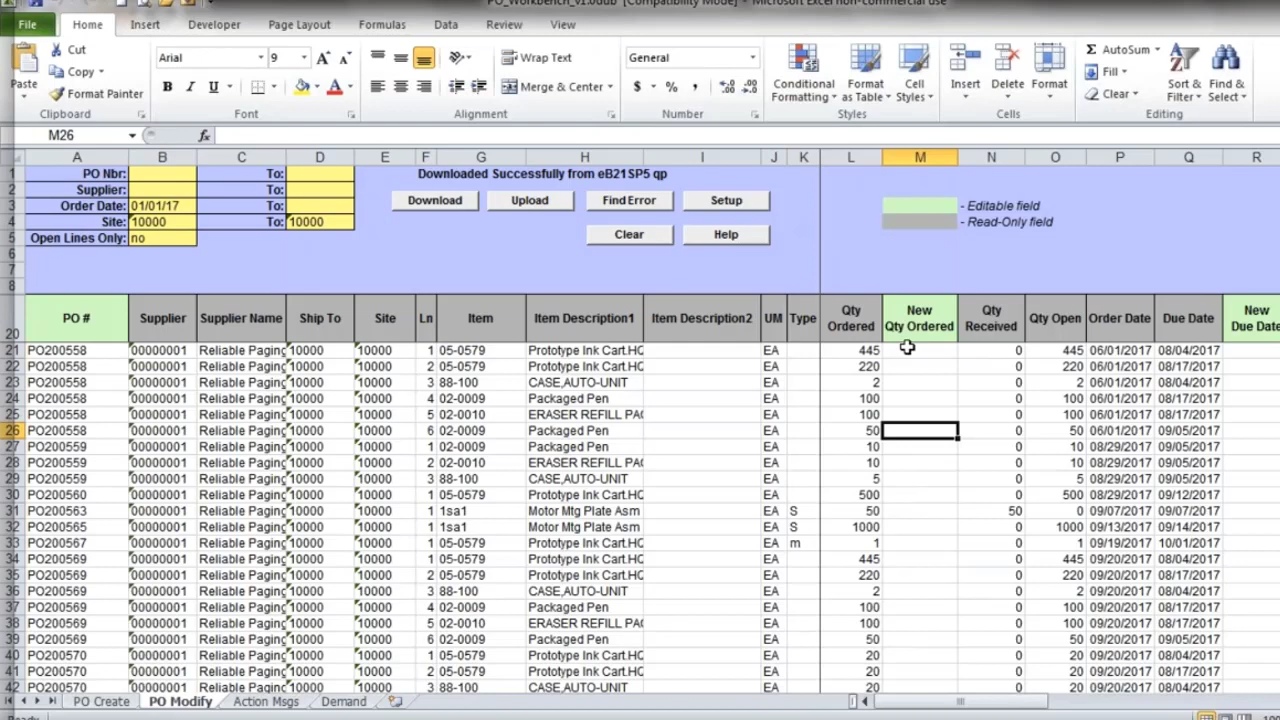 PO_Workbench_v10dub [Compatibility Mode] - Microsoft Excel non-commercial use
File Home Insert Developer Page Layout Formulas Data Review View
Cut
Copy
Format Painter
Paste
Clipboard
Arial 9
B I U
Font
Wrap Text
Merge & Center
Alignment
General
$ % ,
Number
Conditional Formatting
Format as Table
Cell Styles
Styles
Insert Delete Format
Cells
Σ AutoSum
Fill
Clear
Sort & Filter
Find & Select
Editing
M26 fx
A B C D E F G H I J K L M N O P Q R
1 PO Nbr: To: Downloaded Successfully from eB21SP5 qp
2 Supplier: To:
Download Upload Find Error Setup
3 Order Date: 01/01/17 To: - Editable field
4 Site: 10000 To: 10000 - Read-Only field
5 Open Lines Only: no
Clear Help
6
7
8
20 PO # Supplier Supplier Name Ship To Site Ln Item Item Description1 Item Description2 UM Type Qty Ordered New Qty Ordered Qty Received Qty Open Order Date Due Date New Due Date
21 PO200558 00000001 Reliable Paging 10000 10000 1 05-0579 Prototype Ink Cart.HC EA 445 0 445 06/01/2017 08/04/2017
22 PO200558 00000001 Reliable Paging 10000 10000 2 05-0579 Prototype Ink Cart.HC EA 220 0 220 06/01/2017 08/17/2017
23 PO200558 00000001 Reliable Paging 10000 10000 3 88-100 CASE,AUTO-UNIT EA 2 0 2 06/01/2017 08/04/2017
24 PO200558 00000001 Reliable Paging 10000 10000 4 02-0009 Packaged Pen EA 100 0 100 06/01/2017 08/17/2017
25 PO200558 00000001 Reliable Paging 10000 10000 5 02-0010 ERASER REFILL PAC EA 100 0 100 06/01/2017 08/17/2017
26 PO200558 00000001 Reliable Paging 10000 10000 6 02-0009 Packaged Pen EA 50 0 50 06/01/2017 09/05/2017
27 PO200559 00000001 Reliable Paging 10000 10000 1 02-0009 Packaged Pen EA 10 0 10 08/29/2017 09/05/2017
28 PO200559 00000001 Reliable Paging 10000 10000 2 02-0010 ERASER REFILL PAC EA 10 0 10 08/29/2017 09/05/2017
29 PO200559 00000001 Reliable Paging 10000 10000 3 88-100 CASE,AUTO-UNIT EA 5 0 5 08/29/2017 09/05/2017
30 PO200560 00000001 Reliable Paging 10000 10000 1 05-0579 Prototype Ink Cart.HC EA 500 0 500 08/29/2017 09/12/2017
31 PO200563 00000001 Reliable Paging 10000 10000 1 1sa1 Motor Mtg Plate Asm EA S 50 50 0 09/07/2017 09/07/2017
32 PO200565 00000001 Reliable Paging 10000 10000 1 1sa1 Motor Mtg Plate Asm EA S 1000 0 1000 09/13/2017 09/14/2017
33 PO200567 00000001 Reliable Paging 10000 10000 1 05-0579 Prototype Ink Cart.HC EA m 1 0 1 09/19/2017 10/01/2017
34 PO200569 00000001 Reliable Paging 10000 10000 1 05-0579 Prototype Ink Cart.HC EA 445 0 445 09/20/2017 08/04/2017
35 PO200569 00000001 Reliable Paging 10000 10000 2 05-0579 Prototype Ink Cart.HC EA 220 0 220 09/20/2017 08/17/2017
36 PO200569 00000001 Reliable Paging 10000 10000 3 88-100 CASE,AUTO-UNIT EA 2 0 2 09/20/2017 08/04/2017
37 PO200569 00000001 Reliable Paging 10000 10000 4 02-0009 Packaged Pen EA 100 0 100 09/20/2017 08/17/2017
38 PO200569 00000001 Reliable Paging 10000 10000 5 02-0010 ERASER REFILL PAC EA 100 0 100 09/20/2017 08/17/2017
39 PO200569 00000001 Reliable Paging 10000 10000 6 02-0009 Packaged Pen EA 50 0 50 09/20/2017 09/05/2017
40 PO200570 00000001 Reliable Paging 10000 10000 1 05-0579 Prototype Ink Cart.HC EA 20 0 20 09/20/2017 08/04/2017
41 PO200570 00000001 Reliable Paging 10000 10000 2 05-0579 Prototype Ink Cart.HC EA 20 0 20 09/20/2017 08/17/2017
42 PO200570 00000001 Reliable Paging 10000 10000 3 88-100 CASE,AUTO-UNIT EA 20 0 20 09/20/2017 08/04/2017
PO Create PO Modify Action Msgs Demand